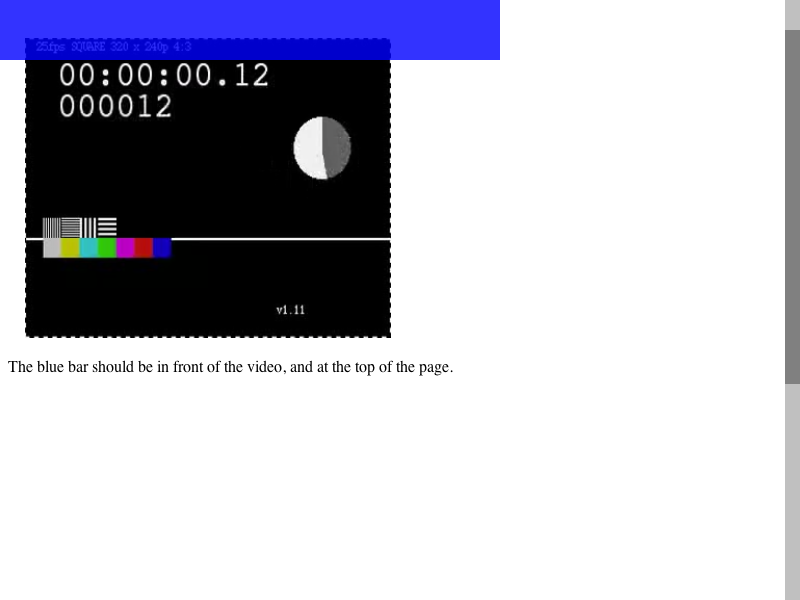 25fps SQUARE 320 x 240p 4:3
00:00:00.12
000012
v1.11
The blue bar should be in front of the video, and at the top of the page.